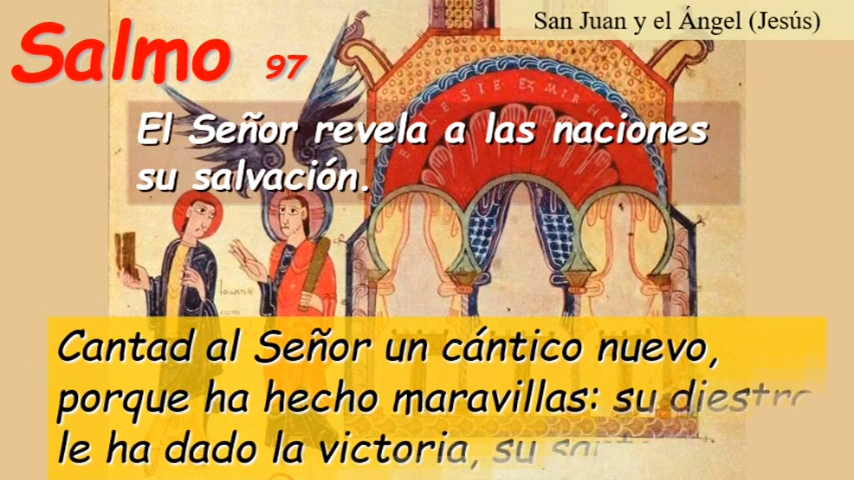 San Juan y el Ángel (Jesús)
Salmo 97
El Señor revela a las naciones
su salvación.
Cantad al Señor un cántico nuevo,
porque ha hecho maravillas: su diestra
le ha dado la victoria, su